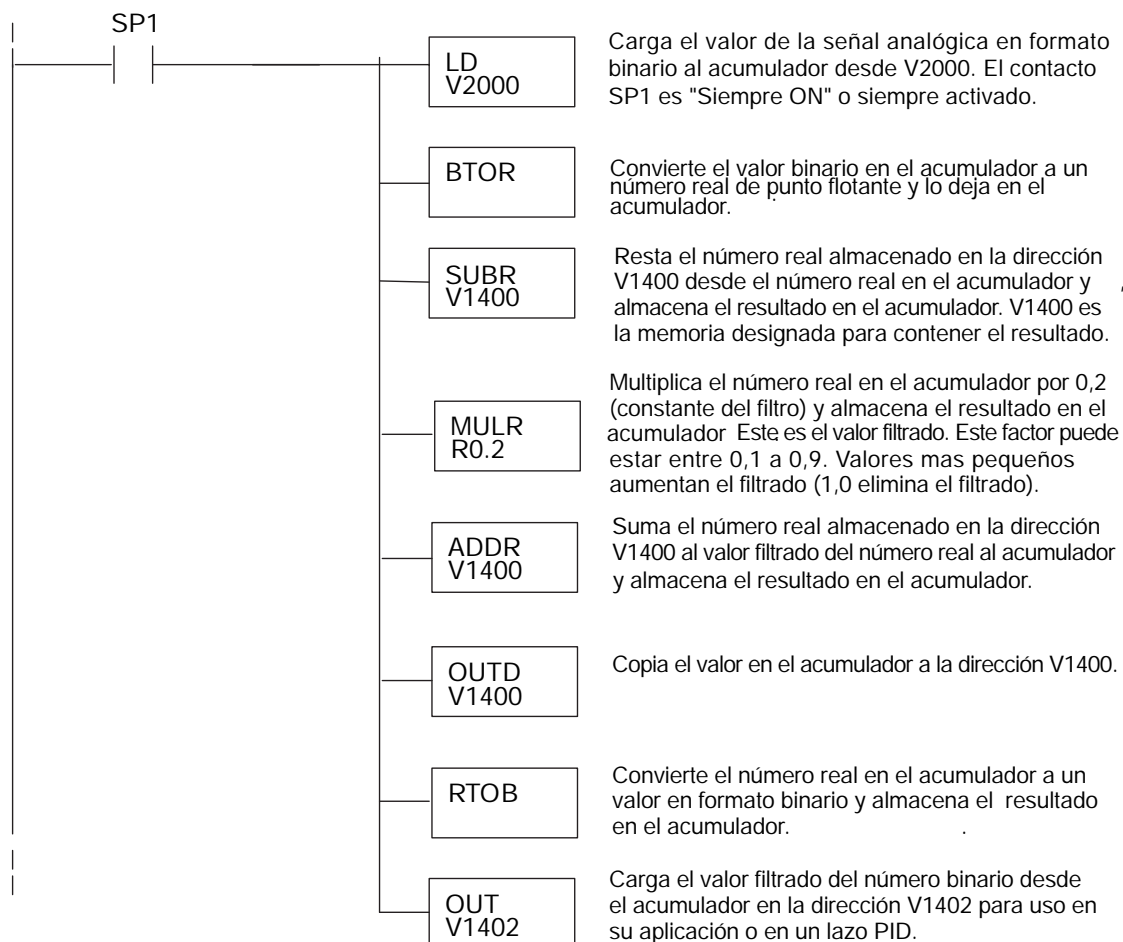 SP1
LD
V2000
Carga el valor de la señal analógica en formato
binario al acumulador desde V2000. El contacto
SP1 es "Siempre ON" o siempre activado.
BTOR
Convierte el valor binario en el acumulador a un
número real de punto flotante y lo deja en el
acumulador.
SUBR
V1400
Resta el número real almacenado en la dirección
V1400 desde el número real en el acumulador y ,
almacena el resultado en el acumulador. V1400 es
la memoria designada para contener el resultado.
MULR
R0.2
Multiplica el número real en el acumulador por 0,2
(constante del filtro) y almacena el resultado en el
acumulador Este es el valor filtrado. Este factor puede
estar entre 0,1 a 0,9. Valores mas pequeños
aumentan el filtrado (1,0 elimina el filtrado).
ADDR
V1400
Suma el número real almacenado en la dirección
V1400 al valor filtrado del número real al acumulador
y almacena el resultado en el acumulador.
OUTD
V1400
Copia el valor en el acumulador a la dirección V1400.
RTOB
Convierte el número real en el acumulador a un
valor en formato binario y almacena el resultado
en el acumulador. .
OUT
V1402
Carga el valor filtrado del número binario desde
el acumulador en la dirección V1402 para uso en
su aplicación o en un lazo PID.